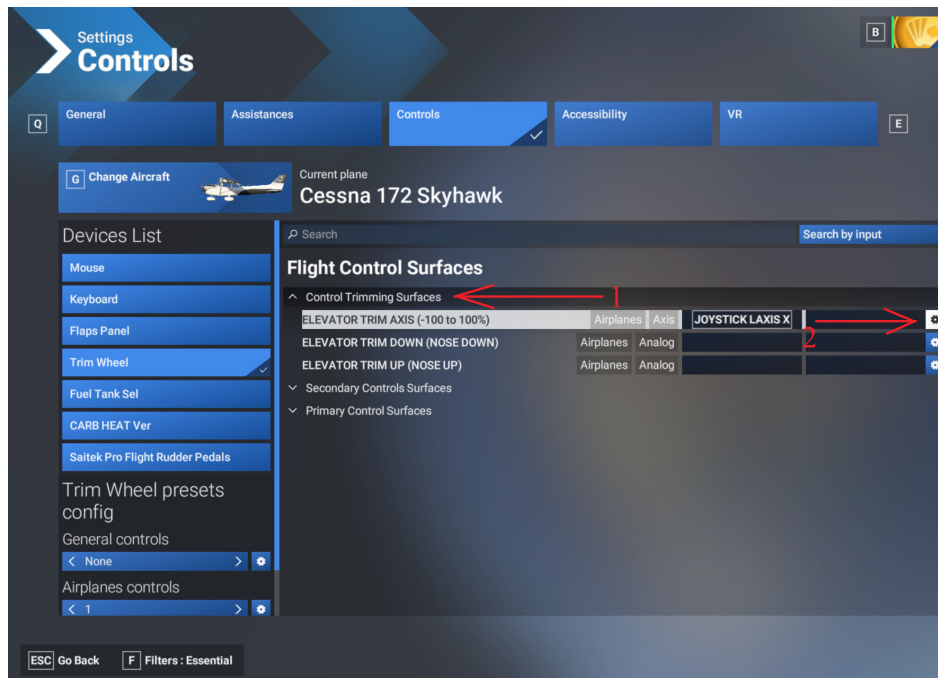 Settings
Controls
B
Q
General
Assistances
Controls
Accessibility
VR
E
G Change Aircraft
Current plane
Cessna 172 Skyhawk
Devices List
Mouse
Keyboard
Flaps Panel
Trim Wheel
Fuel Tank Sel
CARB HEAT Ver
Saitek Pro Flight Rudder Pedals
Trim Wheel presets
config
General controls
None
Airplanes controls
1
Search
Search by input
Flight Control Surfaces
Control Trimming Surfaces
1
ELEVATOR TRIM AXIS (-100 to 100%) Airplanes Axis JOYSTICK L-AXIS X
2
ELEVATOR TRIM DOWN (NOSE DOWN) Airplanes Analog
ELEVATOR TRIM UP (NOSE UP) Airplanes Analog
Secondary Controls Surfaces
Primary Control Surfaces
ESC Go Back F Filters : Essential